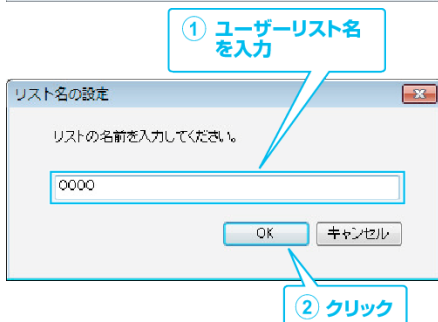 ① ユーザーリスト名
を入力
リスト名の設定
リストの名前を入力してください。
○○○○
OK キャンセル
② クリック